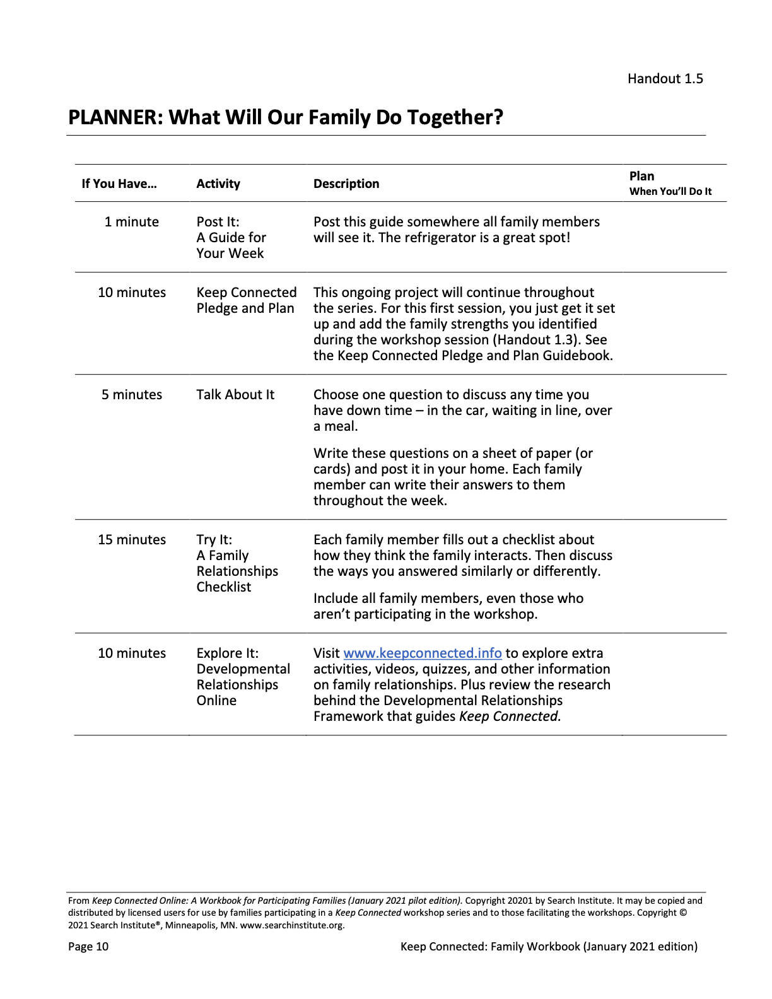 Handout 1.5
PLANNER: What Will Our Family Do Together?
If You Have...
Activity
Description
Plan
When You'll Do It
1 minute
Post It:
A Guide for
Your Week
Post this guide somewhere all family members
will see it. The refrigerator is a great spot!
10 minutes
Keep Connected
Pledge and Plan
This ongoing project will continue throughout
the series. For this first session, you just get it set
up and add the family strengths you identified
during the workshop session (Handout 1.3). See
the Keep Connected Pledge and Plan Guidebook.
5 minutes
Talk About It
Choose one question to discuss any time you
have down time – in the car, waiting in line, over
a meal.
Write these questions on a sheet of paper (or
cards) and post it in your home. Each family
member can write their answers to them
throughout the week.
15 minutes
Try It:
A Family
Relationships
Checklist
Each family member fills out a checklist about
how they think the family interacts. Then discuss
the ways you answered similarly or differently.
Include all family members, even those who
aren't participating in the workshop.
10 minutes
Explore It:
Developmental
Relationships
Online
Visit www.keepconnected.info to explore extra
activities, videos, quizzes, and other information
on family relationships. Plus review the research
behind the Developmental Relationships
Framework that guides Keep Connected.
From Keep Connected Online: A Workbook for Participating Families (January 2021 pilot edition). Copyright 20201 by Search Institute. It may be copied and
distributed by licensed users for use by families participating in a Keep Connected workshop series and to those facilitating the workshops. Copyright ©
2021 Search Institute®, Minneapolis, MN. www.searchinstitute.org.
Page 10
Keep Connected: Family Workbook (January 2021 edition)